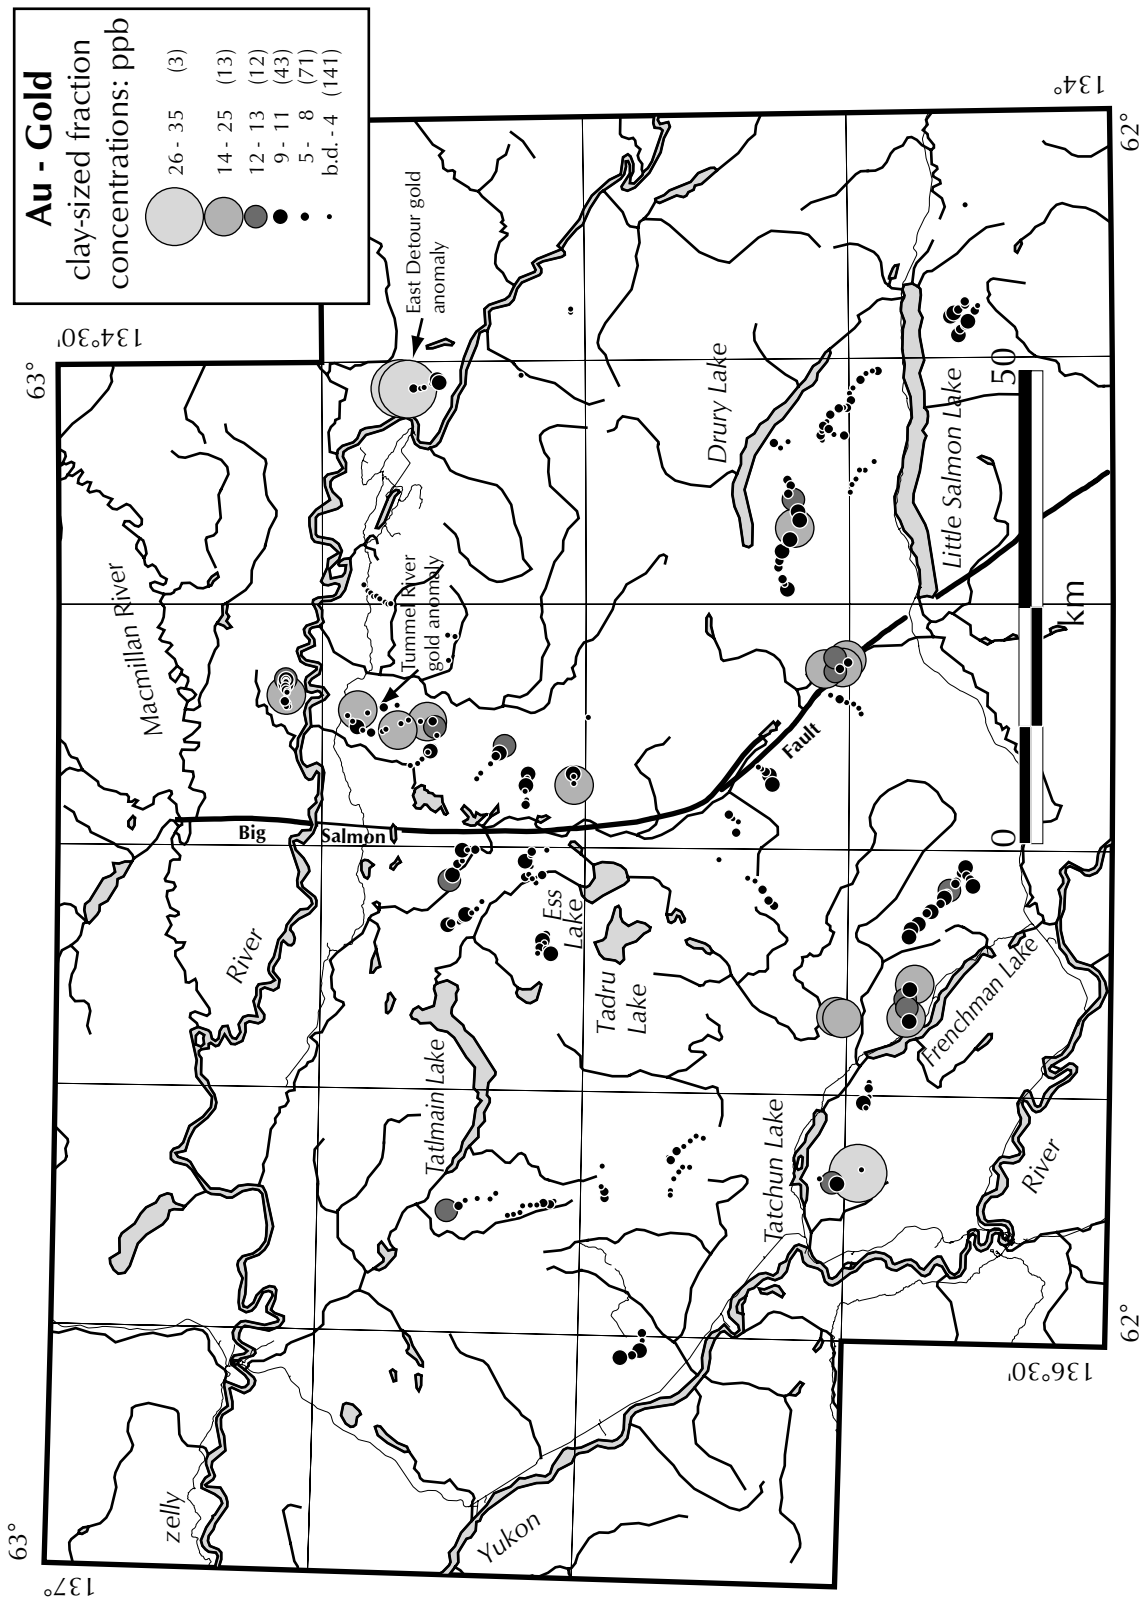 Au - Gold
clay-sized fraction
concentrations: ppb
26 - 35 (3)
14 - 25 (13)
12 - 13 (12)
9 - 11 (43)
5 - 8 (71)
b.d. - 4 (141)
134°
62°
134°30'
63°
East Detour gold
anomaly
Drury Lake
Little Salmon Lake
50
0
km
Macmillan River
Tummel River
gold anomaly
Fault
Big
Salmon
River
Ess
Lake
Tadru
Lake
Frenchman Lake
Tatlmain Lake
Tatchun Lake
River
62°
136°30'
Yukon
zelly
63°
137°